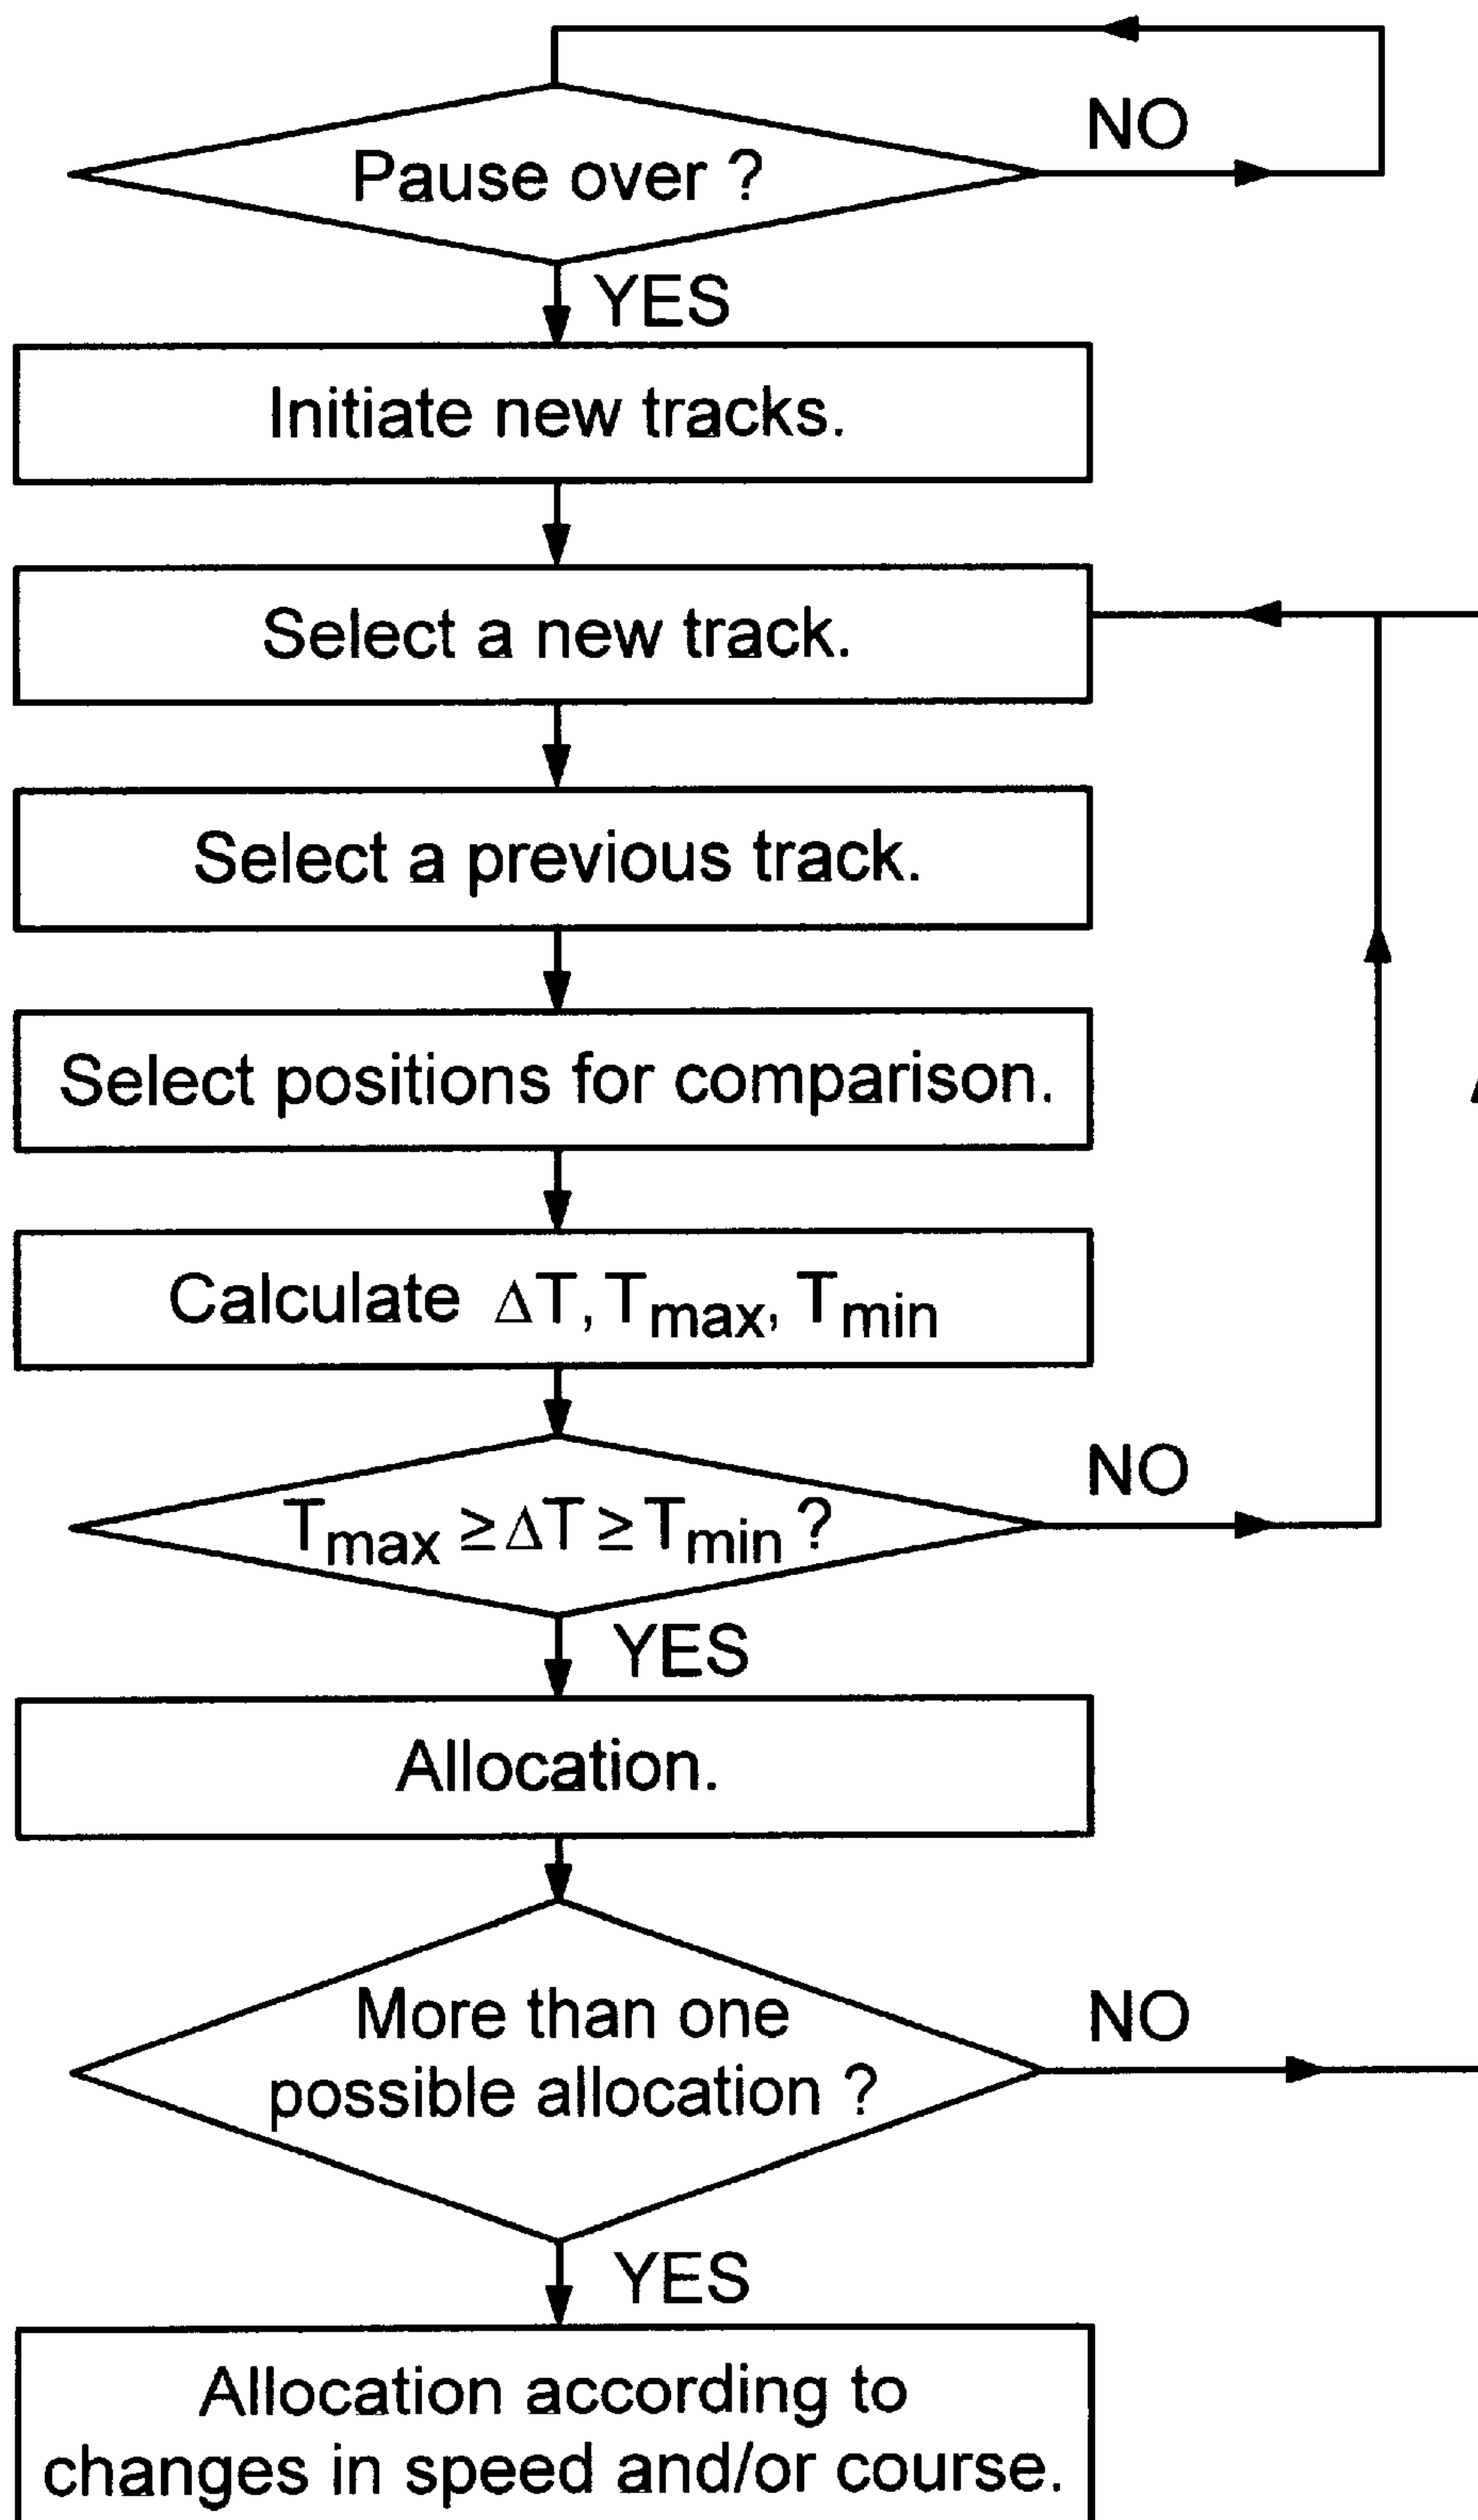 NO
Pause over ?
YES
Initiate new tracks.
Select a new track.
Select a previous track.
Select positions for comparison.
Calculate ΔT, Tmax, Tmin
NO
Tmax ≥ΔT≥Tmin ?
YES
Allocation.
More than one
NO
possible allocation ?
YES
Allocation according to
changes in speed and/or course.